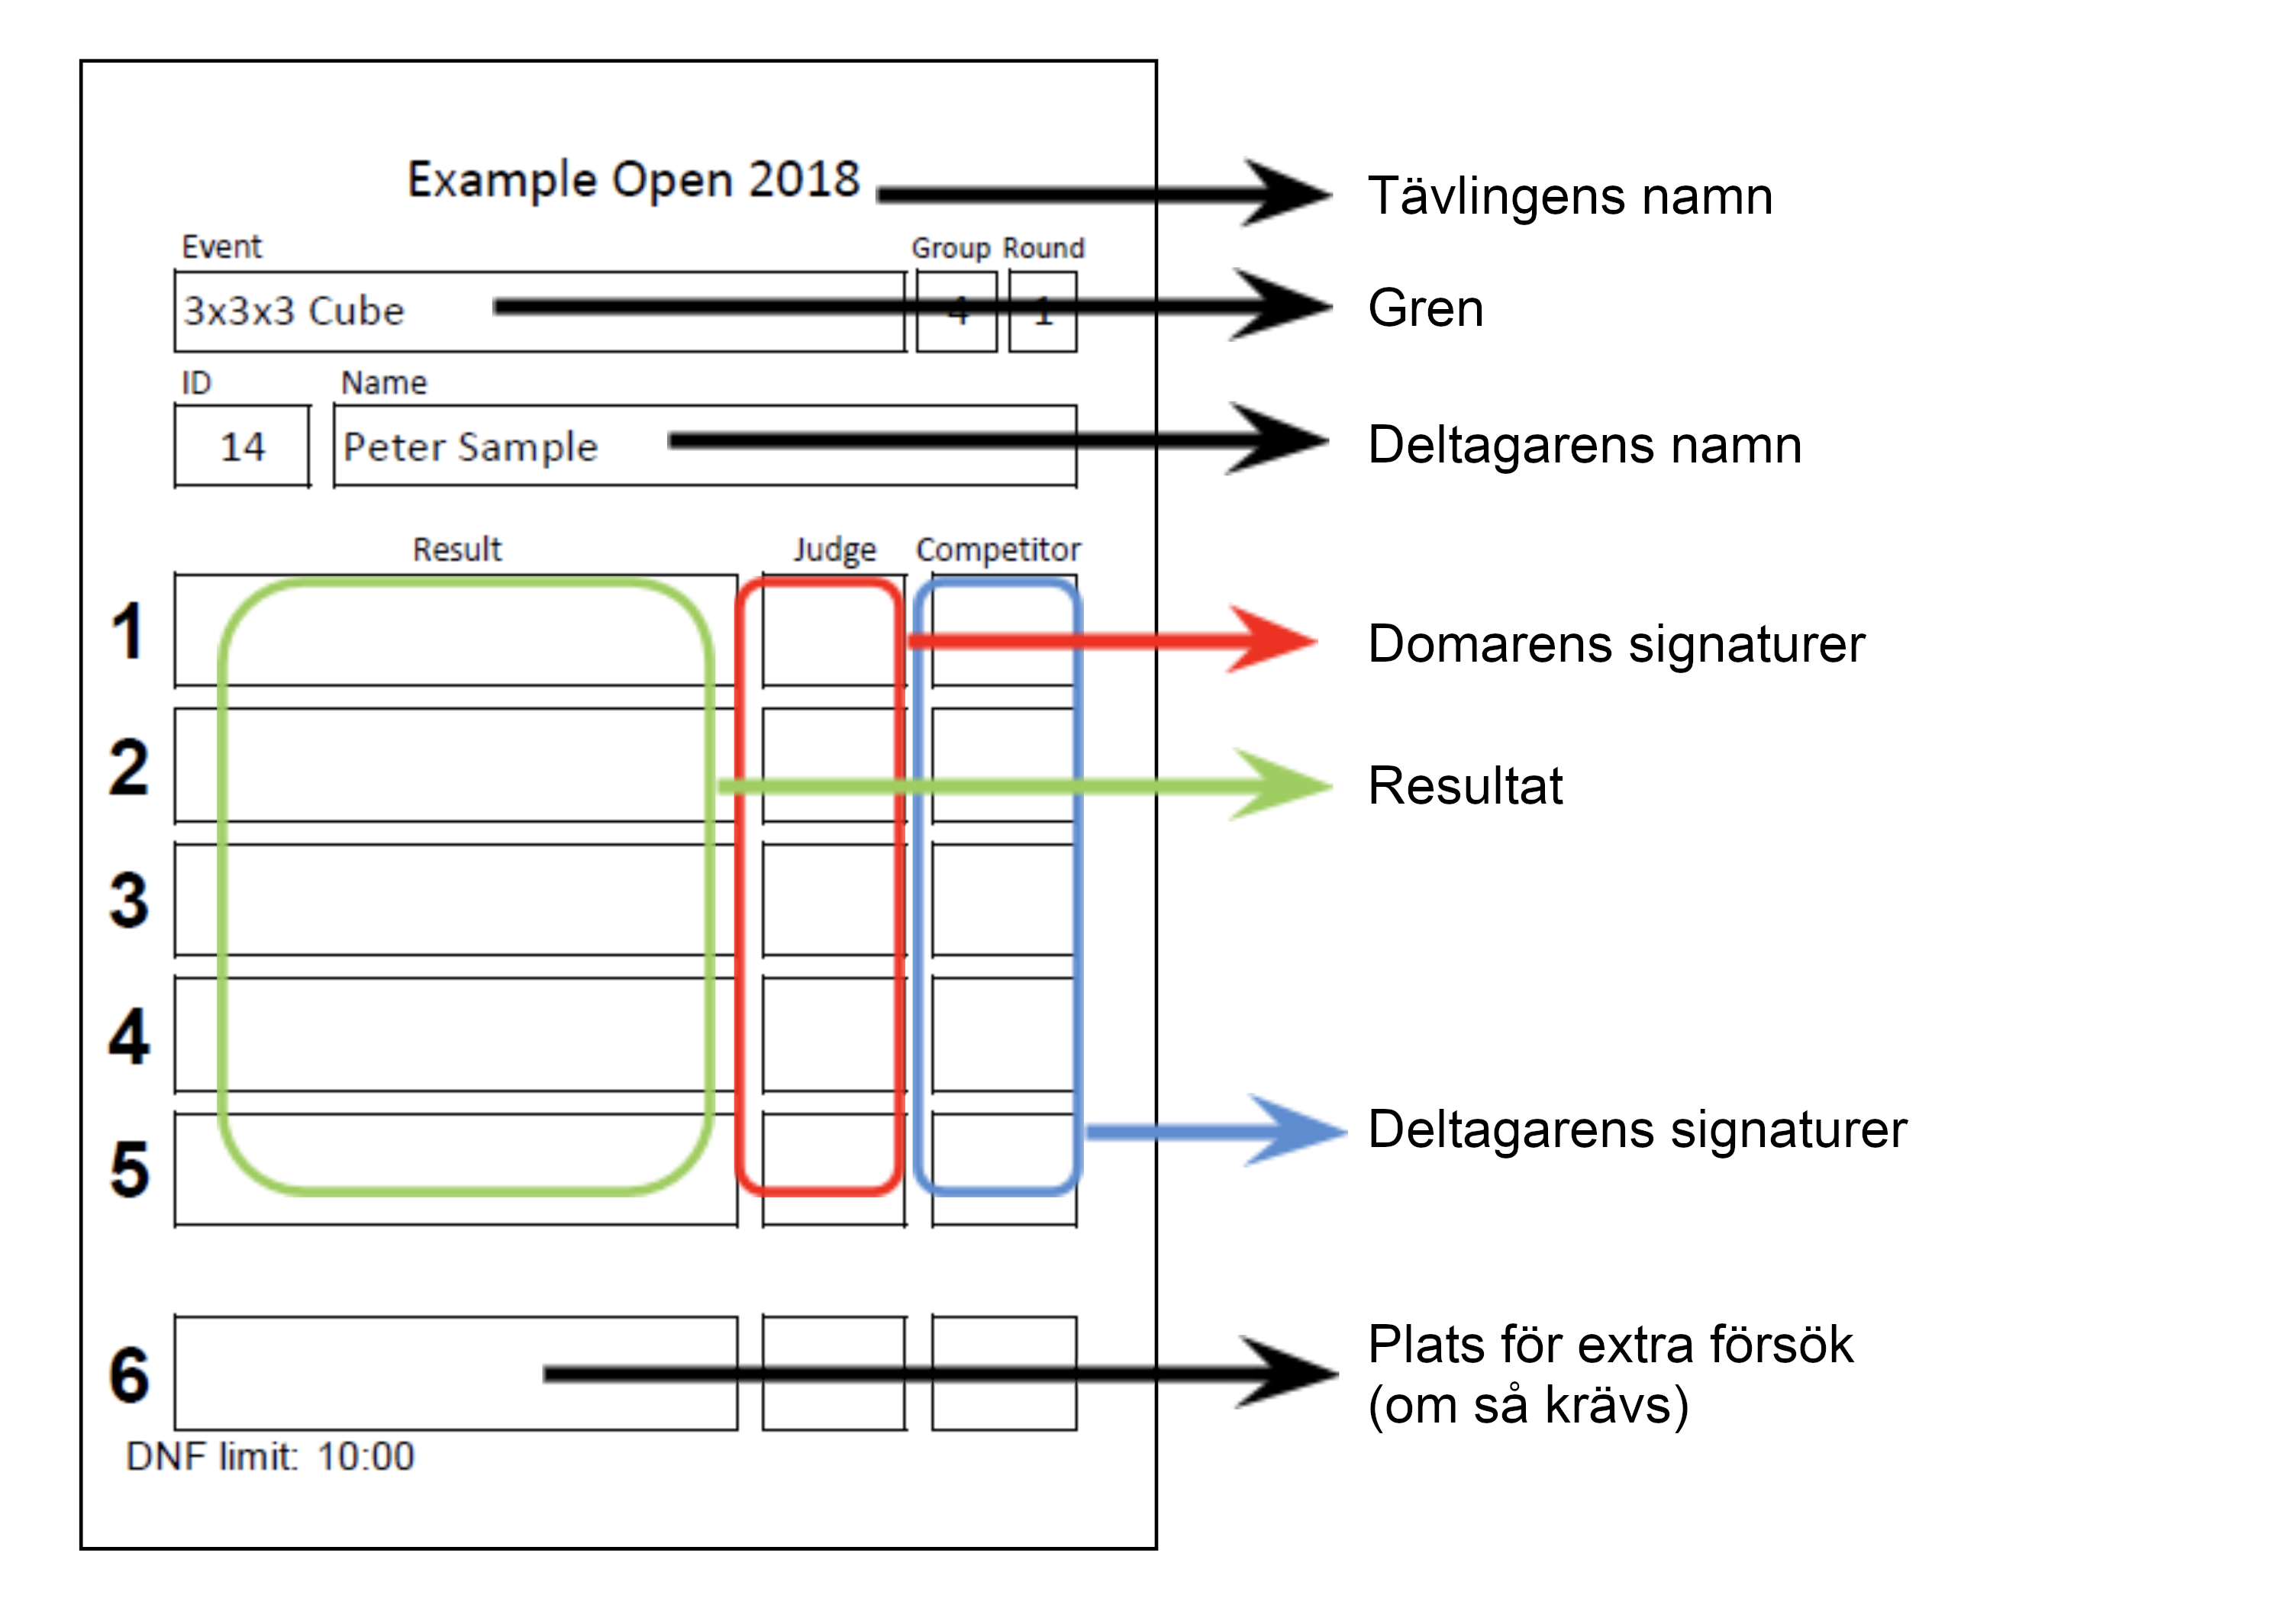 Example Open 2018
Tävlingens namn
Event
Group
Round
3x3x3 Cube
4
1
Gren
ID
Name
14
Peter Sample
Deltagarens namn
Result
Judge
Competitor
1
Domarens signaturer
2
Resultat
3
4
5
Deltagarens signaturer
6
Plats för extra försök
(om så krävs)
DNF limit: 10:00